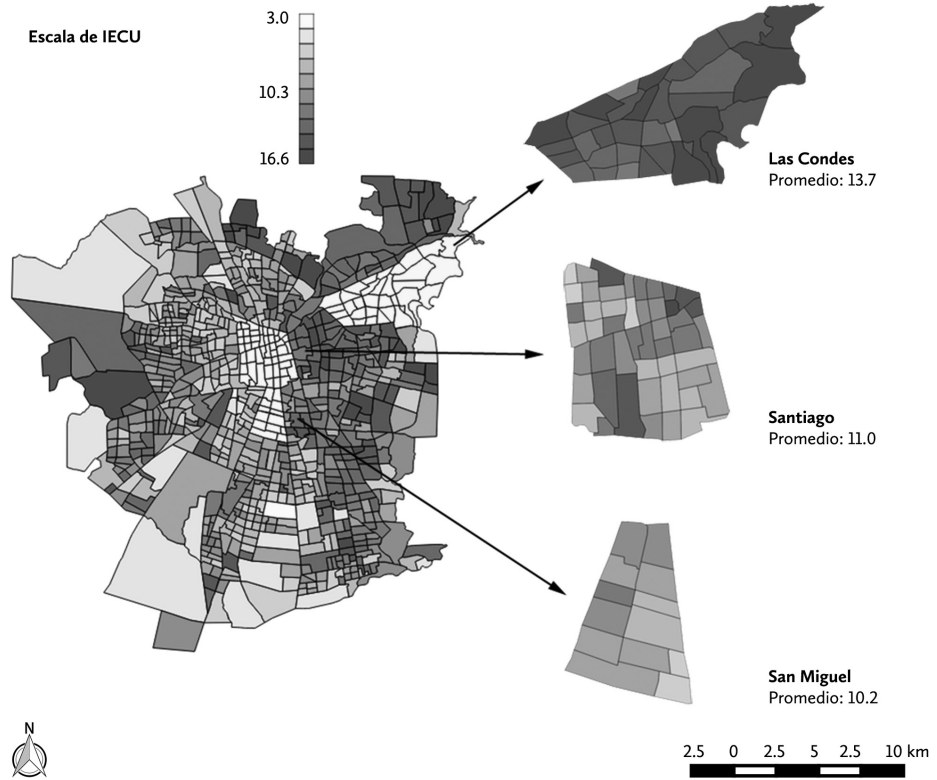 Escala de IECU
3.0
10.3
16.6
Las Condes
Promedio: 13.7
Santiago
Promedio: 11.0
San Miguel
Promedio: 10.2
N
2.5 0 2.5 5 2.5 10 km